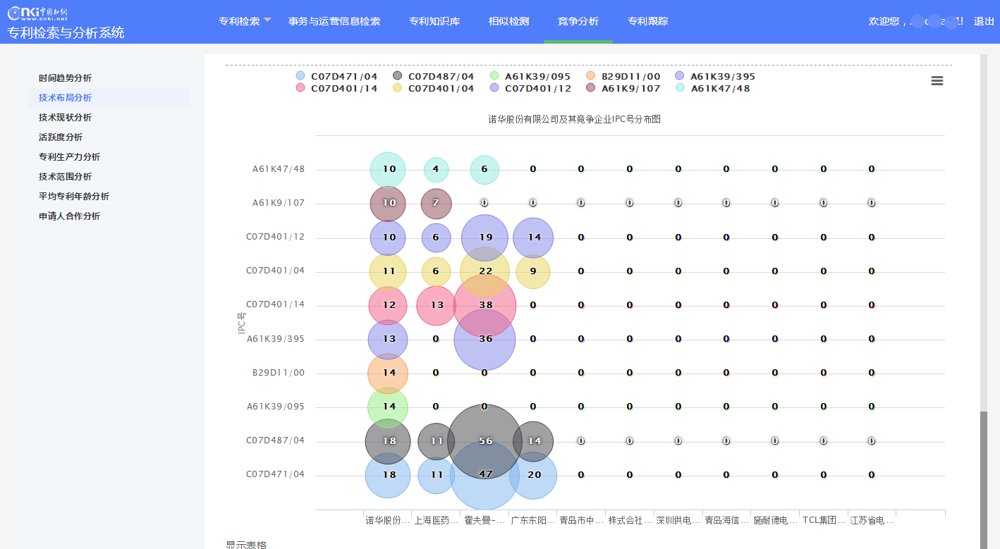 Cnki中国知网
www.cnki.net
专利检索与分析系统
专利检索 事务与运营信息检索 专利知识库 相似检测 竞争分析 专利跟踪
欢迎您， ! 退出
时间趋势分析
技术布局分析
技术现状分析
活跃度分析
专利生产力分析
技术范围分析
平均专利年龄分析
申请人合作分析
C07D471/04 C07D487/04 A61K39/095 B29D11/00 A61K39/395
C07D401/14 C07D401/04 C07D401/12 A61K9/107 A61K47/48
诺华股份有限公司及其竞争企业IPC号分布图
IPC号
A61K47/48 10 4 6 0 0 0 0 0 0 0 0
A61K9/107 10 7 0 0 0 0 0 0 0 0 0
C07D401/12 10 6 19 14 0 0 0 0 0 0 0
C07D401/04 11 6 22 9 0 0 0 0 0 0 0
C07D401/14 12 13 38 0 0 0 0 0 0 0 0
A61K39/395 13 0 36 0 0 0 0 0 0 0 0
B29D11/00 14 0 0 0 0 0 0 0 0 0 0
A61K39/095 14 0 0 0 0 0 0 0 0 0 0
C07D487/04 18 11 56 14 0 0 0 0 0 0 0
C07D471/04 18 11 47 20 0 0 0 0 0 0 0
诺华股份… 上海医药… 霍夫曼-… 广东东阳… 青岛市中… 株式会社… 深圳供电… 青岛海信… 施耐德电… TCL集团… 江苏省电…
显示表格